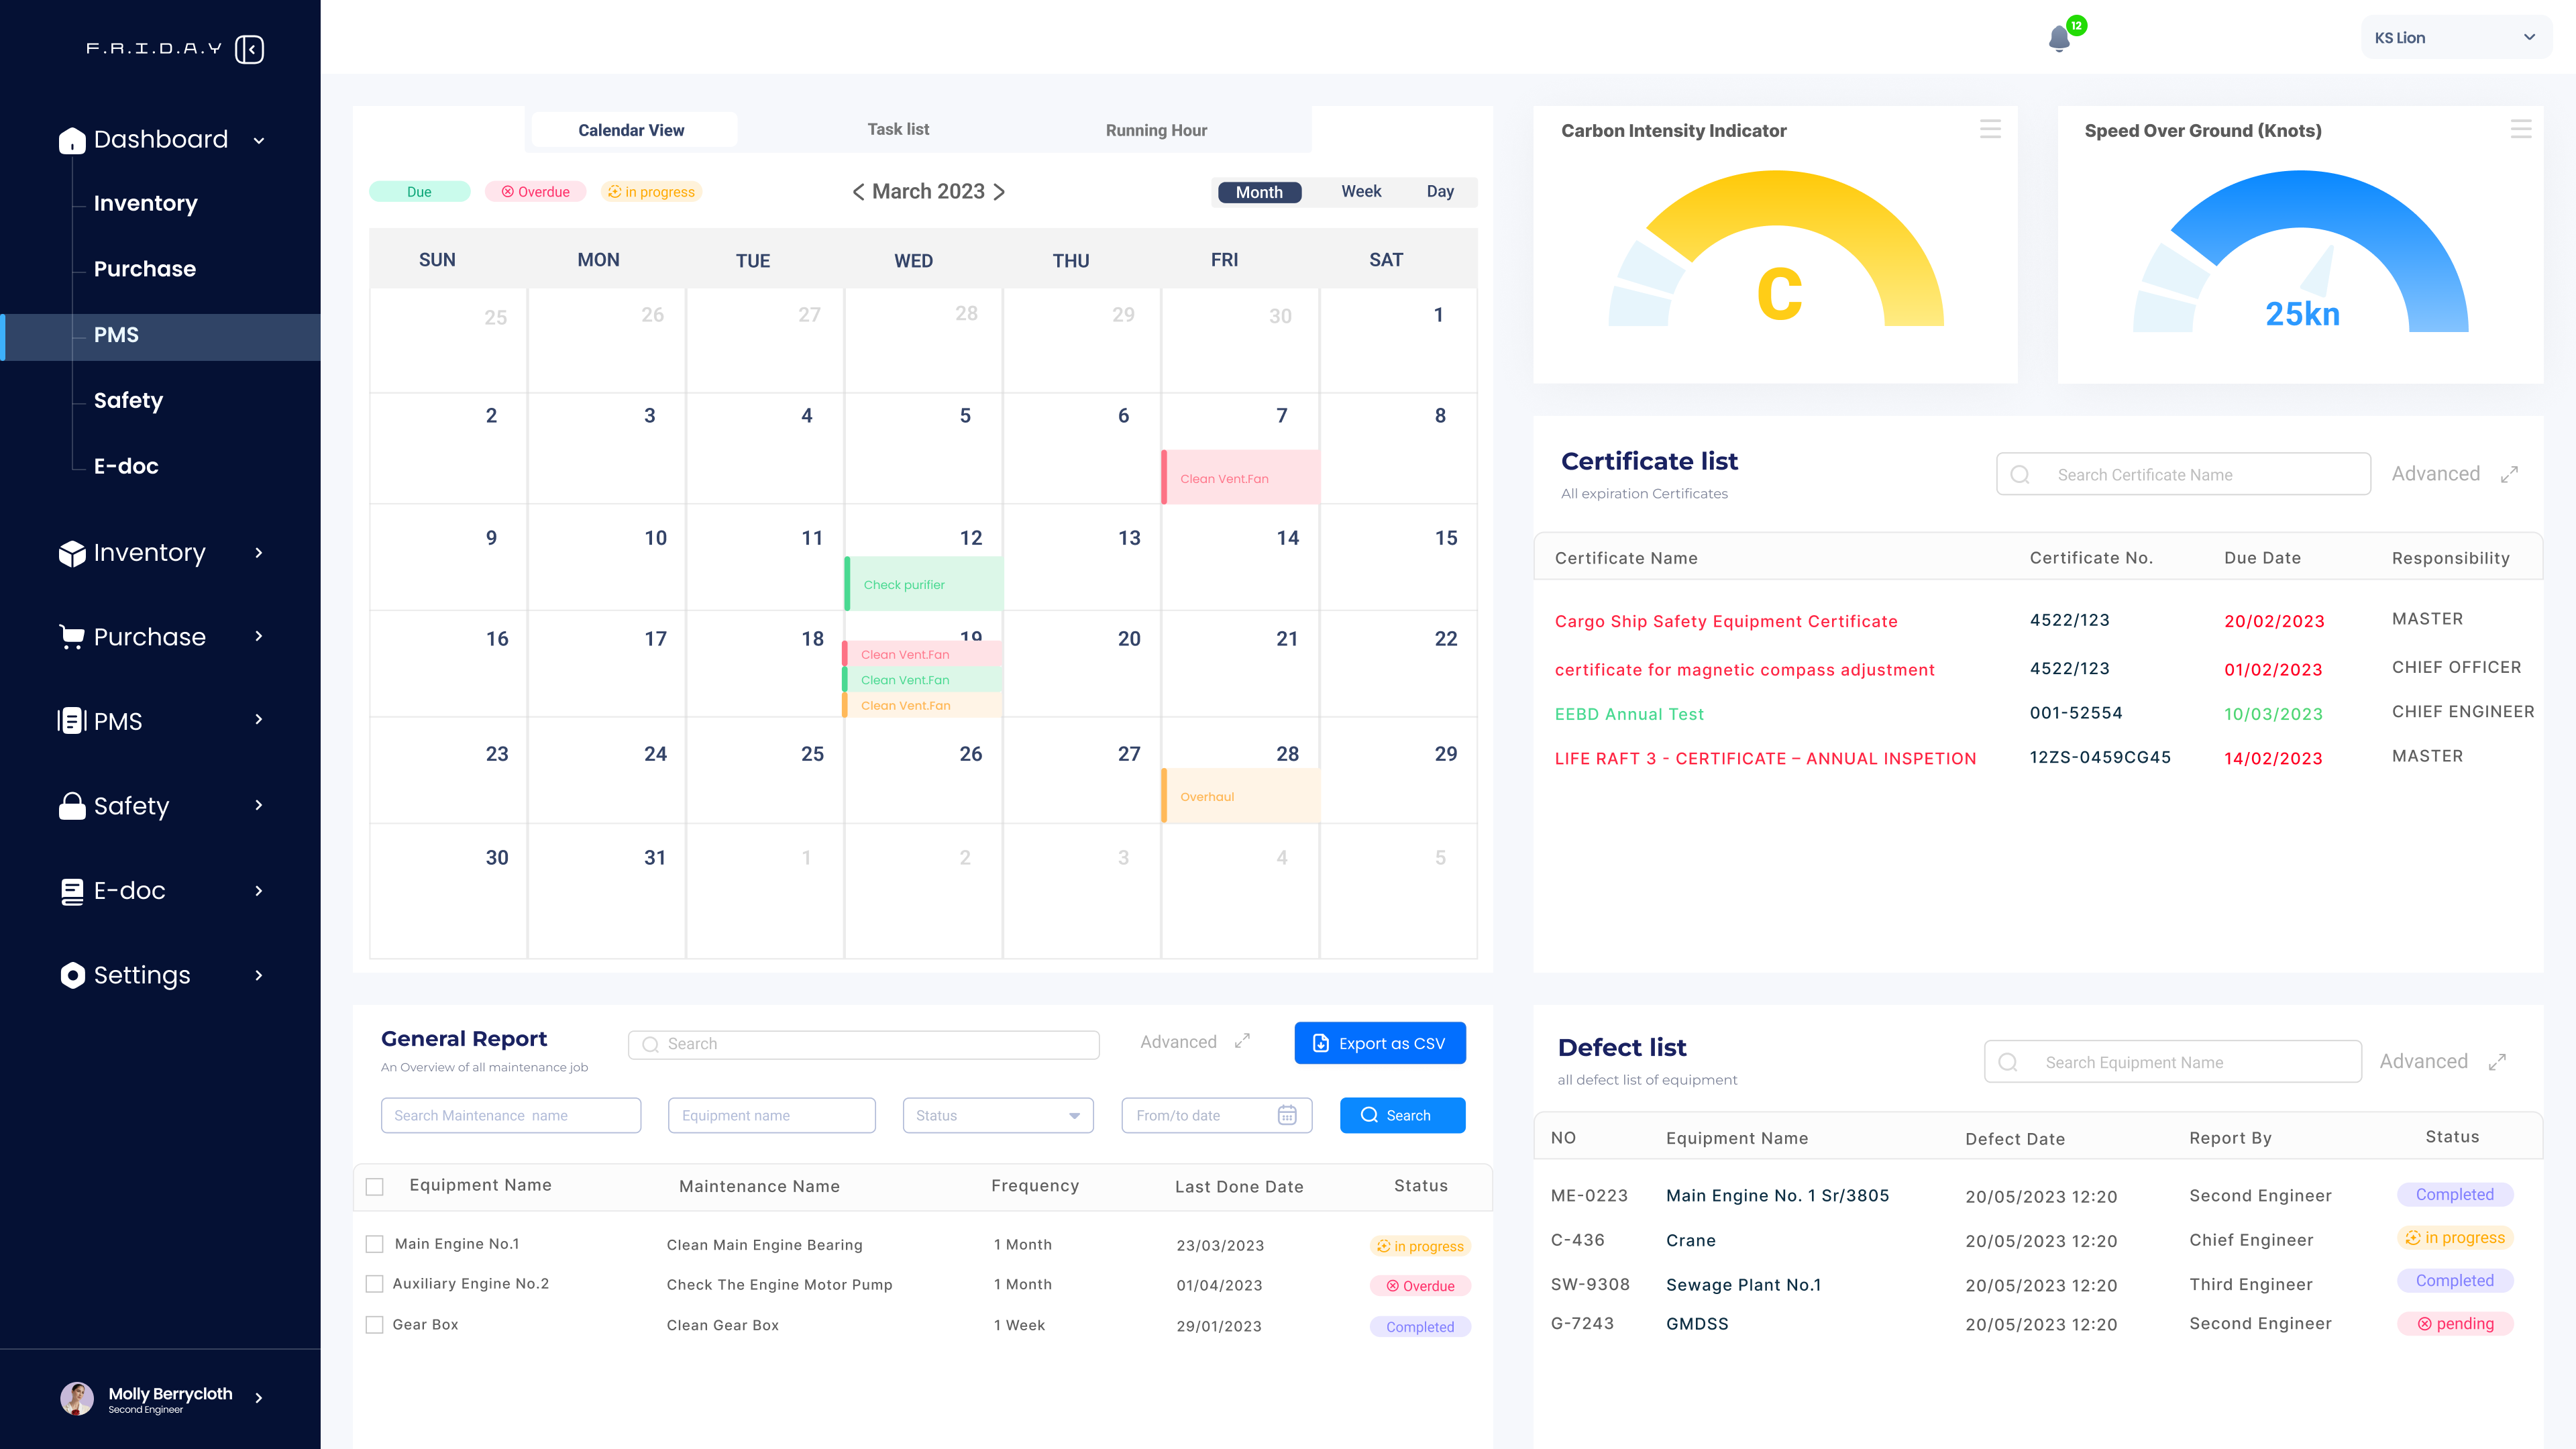 F.R.I.D.A.Y
12
KS Lion
Dashboard
Inventory
Purchase
PMS
Safety
E-doc
Inventory
Purchase
PMS
Safety
E-doc
Settings
Molly Berrycloth
Second Engineer
Calendar View Task list Running Hour
Due Overdue in progress < March 2023 > Month Week Day
SUN MON TUE WED THU FRI SAT
25 26 27 28 29 30 1
2 3 4 5 6 7 8
Clean Vent.Fan
9 10 11 12 13 14 15
Check purifier
16 17 18 19 20 21 22
Clean Vent.Fan
Clean Vent.Fan
Clean Vent.Fan
23 24 25 26 27 28 29
Overhaul
30 31 1 2 3 4 5
Carbon Intensity Indicator
C
Speed Over Ground (Knots)
25kn
Certificate list
All expiration Certificates
Search Certificate Name Advanced
Certificate Name Certificate No. Due Date Responsibility
Cargo Ship Safety Equipment Certificate 4522/123 20/02/2023 MASTER
certificate for magnetic compass adjustment 4522/123 01/02/2023 CHIEF OFFICER
EEBD Annual Test 001-52554 10/03/2023 CHIEF ENGINEER
LIFE RAFT 3 - CERTIFICATE – ANNUAL INSPETION 12ZS-0459CG45 14/02/2023 MASTER
General Report
An Overview of all maintenance job
Search Advanced Export as CSV
Search Maintenance name Equipment name Status From/to date Search
Equipment Name Maintenance Name Frequency Last Done Date Status
Main Engine No.1 Clean Main Engine Bearing 1 Month 23/03/2023 in progress
Auxiliary Engine No.2 Check The Engine Motor Pump 1 Month 01/04/2023 Overdue
Gear Box Clean Gear Box 1 Week 29/01/2023 Completed
Defect list
all defect list of equipment
Search Equipment Name Advanced
NO Equipment Name Defect Date Report By Status
ME-0223 Main Engine No. 1 Sr/3805 20/05/2023 12:20 Second Engineer Completed
C-436 Crane 20/05/2023 12:20 Chief Engineer in progress
SW-9308 Sewage Plant No.1 20/05/2023 12:20 Third Engineer Completed
G-7243 GMDSS 20/05/2023 12:20 Second Engineer pending